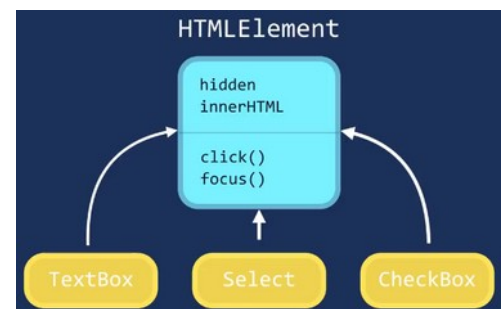 HTMLElement
hidden
innerHTML
click()
focus()
TextBox
Select
CheckBox